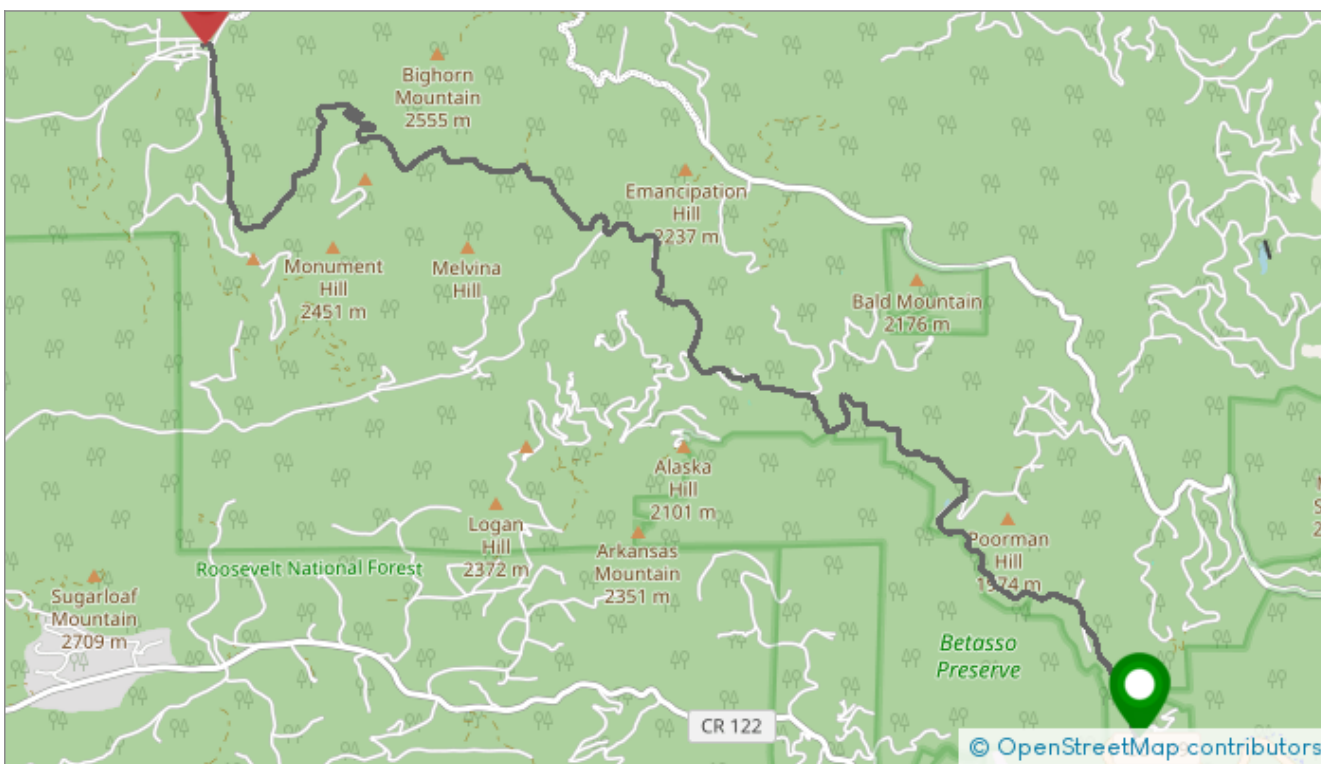 Bighorn
Mountain
2555 m
Emancipation
Hill
2237 m
Monument
Hill
2451 m
Melvina
Hill
Bald Mountain
2176 m
Alaska
Hill
2101 m
Logan
Hill
2372 m
Arkansas
Mountain
2351 m
Poorman
Hill
1974 m
Roosevelt National Forest
Sugarloaf
Mountain
2709 m
Betasso
Preserve
CR 122
© OpenStreetMap contributors